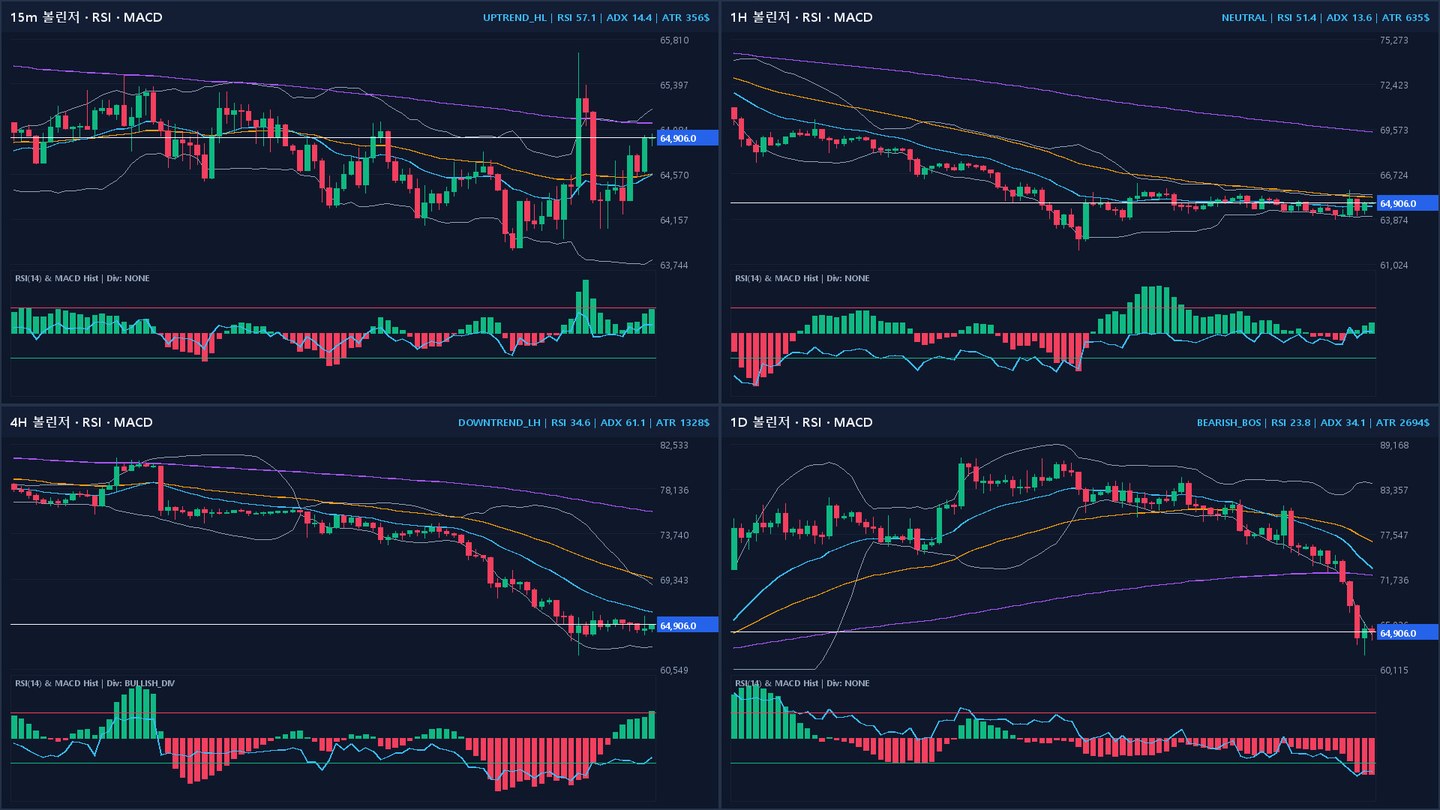 15m 볼린저 · RSI · MACD
UPTREND_HL | RSI 57.1 | ADX 14.4 | ATR 356$
65,810
65,397
64,906.0
64,570
64,157
63,744
RSI(14) & MACD Hist | Div: NONE
1H 볼린저 · RSI · MACD
NEUTRAL | RSI 51.4 | ADX 13.6 | ATR 635$
75,273
72,423
69,573
66,724
64,906.0
63,874
61,024
RSI(14) & MACD Hist | Div: NONE
4H 볼린저 · RSI · MACD
DOWNTREND_LH | RSI 34.6 | ADX 61.1 | ATR 1328$
82,533
78,136
73,740
69,343
64,906.0
60,549
RSI(14) & MACD Hist | Div: BULLISH_DIV
1D 볼린저 · RSI · MACD
BEARISH_BOS | RSI 23.8 | ADX 34.1 | ATR 2694$
89,168
83,357
77,547
71,736
64,906.0
60,115
RSI(14) & MACD Hist | Div: NONE